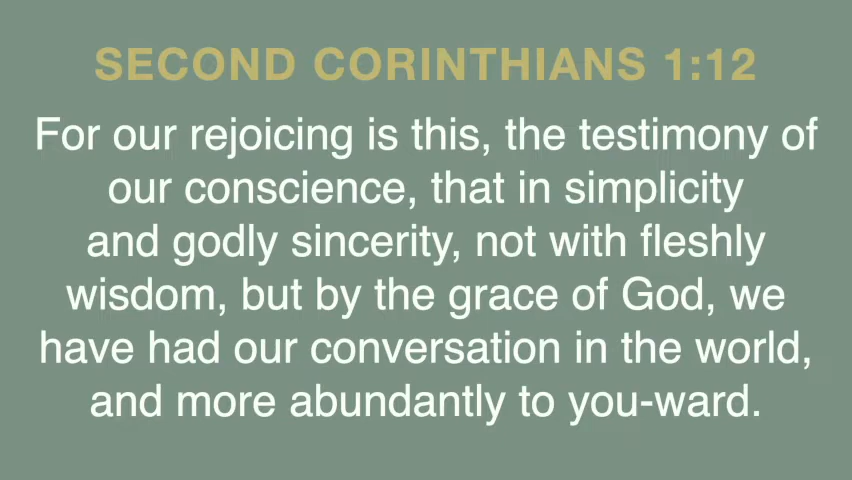 SECOND CORINTHIANS 1:12
For our rejoicing is this, the testimony of
our conscience, that in simplicity
and godly sincerity, not with fleshly
wisdom, but by the grace of God, we
have had our conversation in the world,
and more abundantly to you-ward.